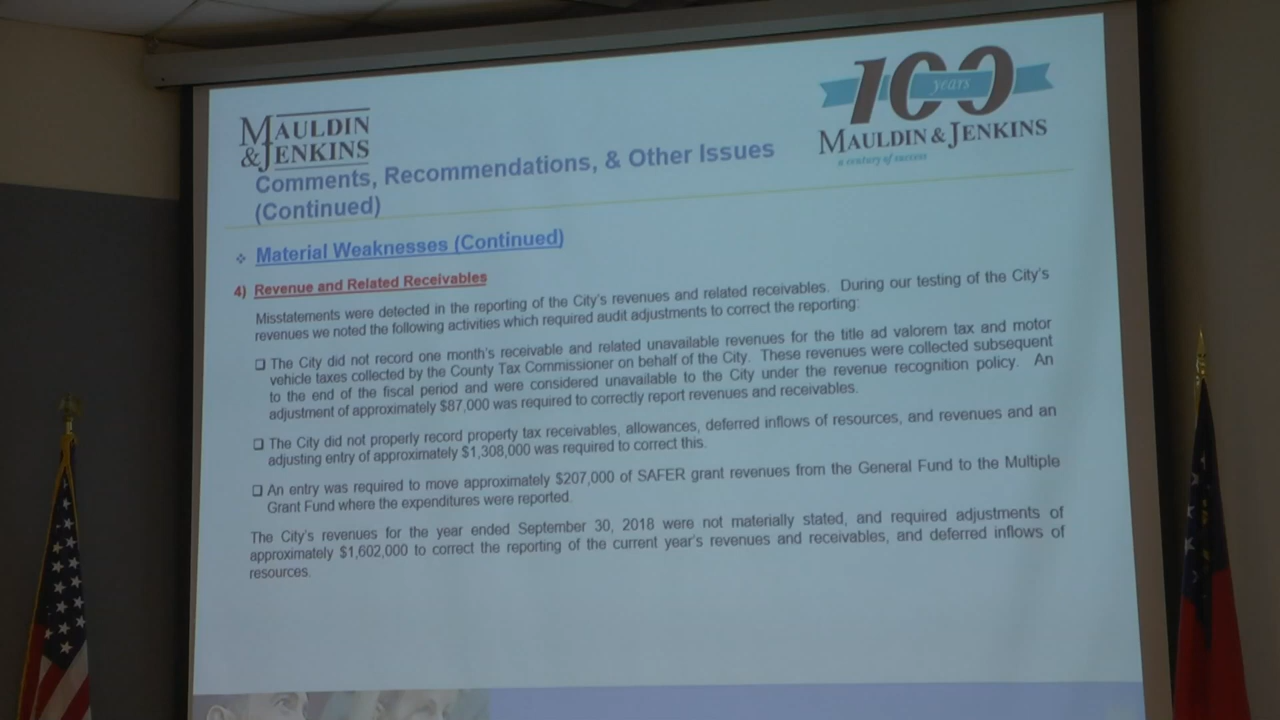 MAULDIN
&JENKINS
100
years
MAULDIN & JENKINS
a century of success
Comments, Recommendations, & Other Issues
(Continued)
❖ Material Weaknesses (Continued)
4) Revenue and Related Receivables
Misstatements were detected in the reporting of the City's revenues and related receivables. During our testing of the City's
revenues we noted the following activities which required audit adjustments to correct the reporting:
❑ The City did not record one month's receivable and related unavailable revenues for the title ad valorem tax and motor
vehicle taxes collected by the County Tax Commissioner on behalf of the City. These revenues were collected subsequent
to the end of the fiscal period and were considered unavailable to the City under the revenue recognition policy. An
adjustment of approximately $87,000 was required to correctly report revenues and receivables.
❑ The City did not properly record property tax receivables, allowances, deferred inflows of resources, and revenues and an
adjusting entry of approximately $1,308,000 was required to correct this.
❑ An entry was required to move approximately $207,000 of SAFER grant revenues from the General Fund to the Multiple
Grant Fund where the expenditures were reported.
The City's revenues for the year ended September 30, 2018 were not materially stated, and required adjustments of
approximately $1,602,000 to correct the reporting of the current year's revenues and receivables, and deferred inflows of
resources.